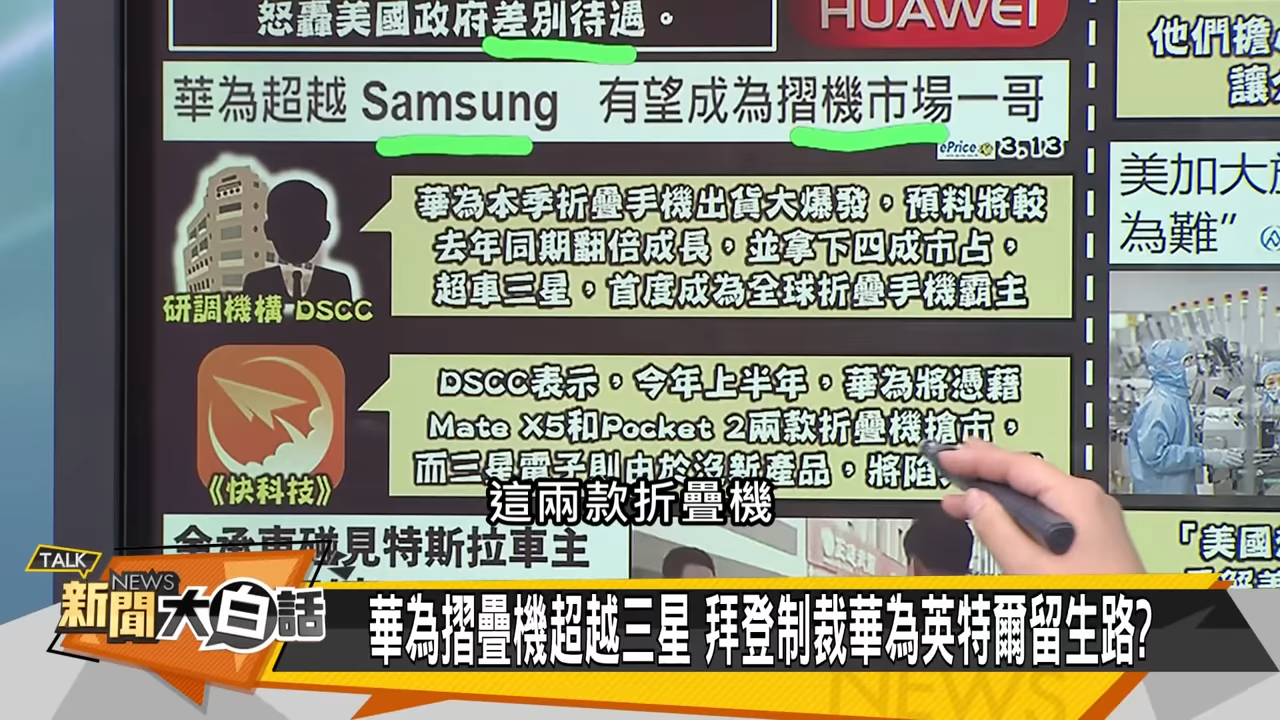 怒轟美國政府差別待遇。
HUAWEI
他們擔
華為超越 Samsung 有望成為摺機市場一哥
ePrice 3,13
華為本季折疊手機出貨大爆發，預料將較
去年同期翻倍成長，並拿下四成市占，
超車三星，首度成為全球折疊手機霸主
研調機構 DSCC
DSCC表示，今年上半年，華為將憑藉
Mate X5和Pocket 2兩款折疊機搶市，
而三星電子則由於沒新產品，將陷
《快科技》
美加大
為難”
見特斯拉車主
「美國
這兩款折疊機
TALK
NEWS
新聞大白話
華為摺疊機超越三星 拜登制裁華為英特爾留生路?
NEWS